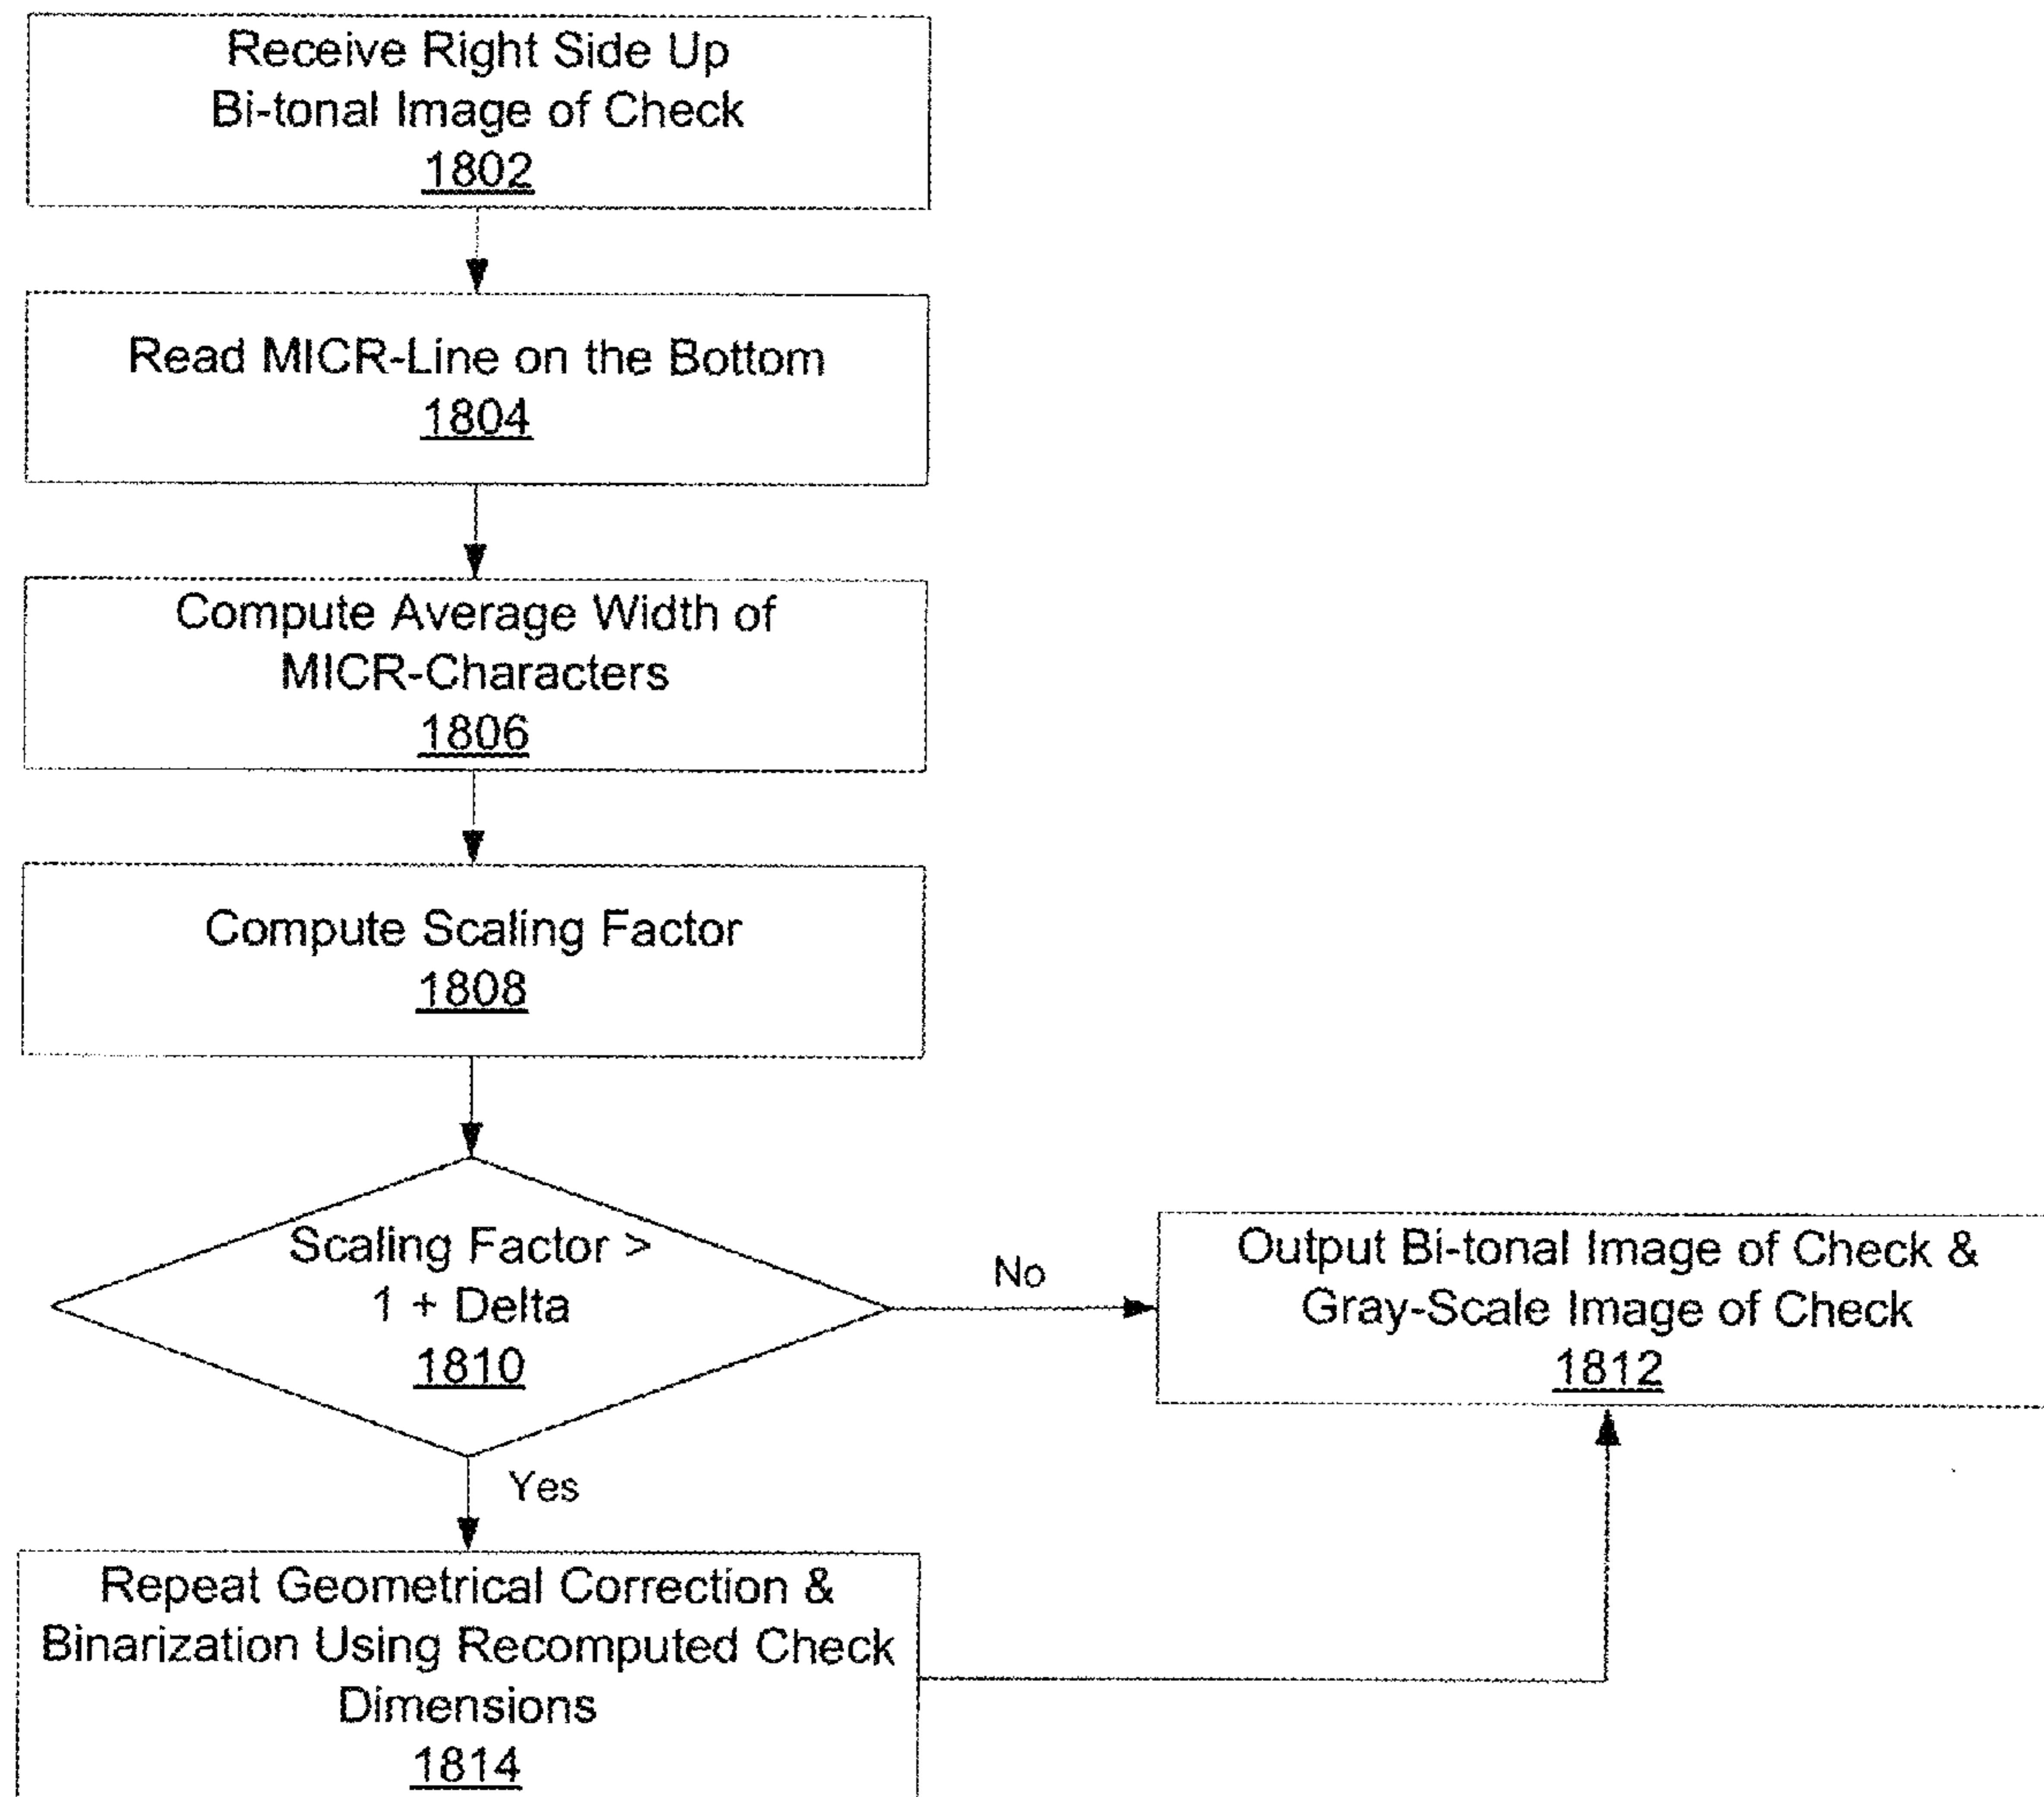 Receive Right Side Up
Bi-tonal Image of Check
1802
Read MICR-Line on the Bottom
1804
Compute Average Width of
MICR-Characters
1806
Compute Scaling Factor
1808
Scaling Factor >
1 + Delta
1810
No
Output Bi-tonal Image of Check &
Gray-Scale Image of Check
1812
Yes
Repeat Geometrical Correction &
Binarization Using Recomputed Check
Dimensions
1814